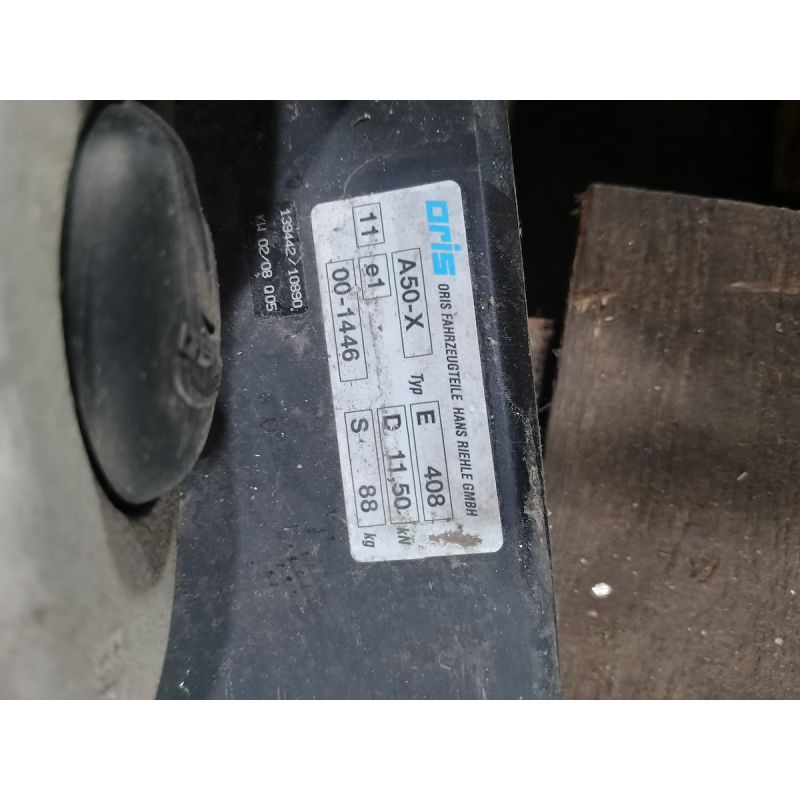 oris
ORIS FAHRZEUGTEILE HANS RIEHLE GMBH
A50-X Typ E 408
11 e1 D 11,50 kN
00-1446 S 88 kg
139442/10890.
KW 02/08 005